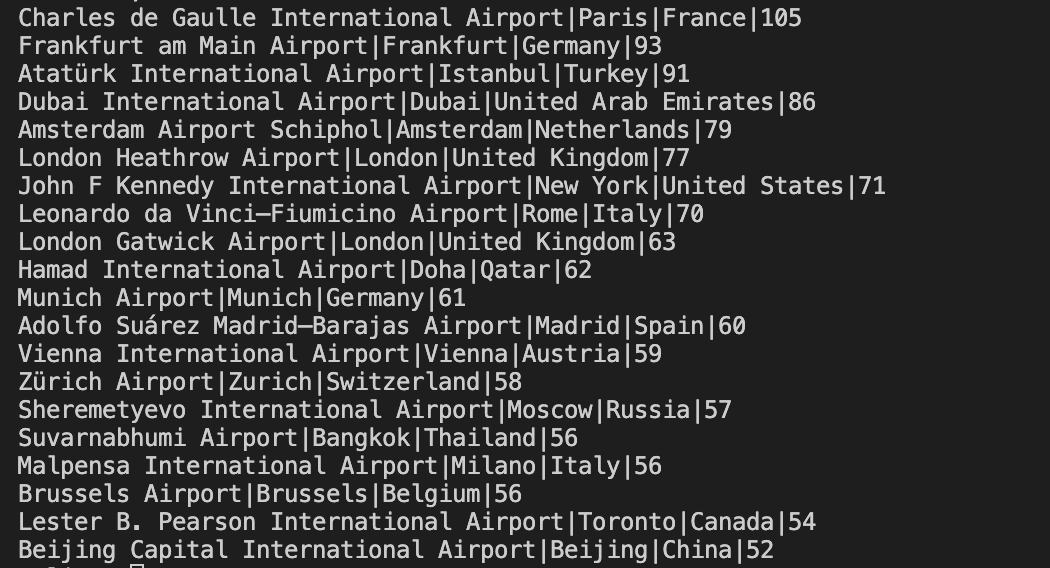 Charles de Gaulle International Airport|Paris|France|105
Frankfurt am Main Airport|Frankfurt|Germany|93
Atatürk International Airport|Istanbul|Turkey|91
Dubai International Airport|Dubai|United Arab Emirates|86
Amsterdam Airport Schiphol|Amsterdam|Netherlands|79
London Heathrow Airport|London|United Kingdom|77
John F Kennedy International Airport|New York|United States|71
Leonardo da Vinci–Fiumicino Airport|Rome|Italy|70
London Gatwick Airport|London|United Kingdom|63
Hamad International Airport|Doha|Qatar|62
Munich Airport|Munich|Germany|61
Adolfo Suárez Madrid–Barajas Airport|Madrid|Spain|60
Vienna International Airport|Vienna|Austria|59
Zürich Airport|Zurich|Switzerland|58
Sheremetyevo International Airport|Moscow|Russia|57
Suvarnabhumi Airport|Bangkok|Thailand|56
Malpensa International Airport|Milano|Italy|56
Brussels Airport|Brussels|Belgium|56
Lester B. Pearson International Airport|Toronto|Canada|54
Beijing Capital International Airport|Beijing|China|52